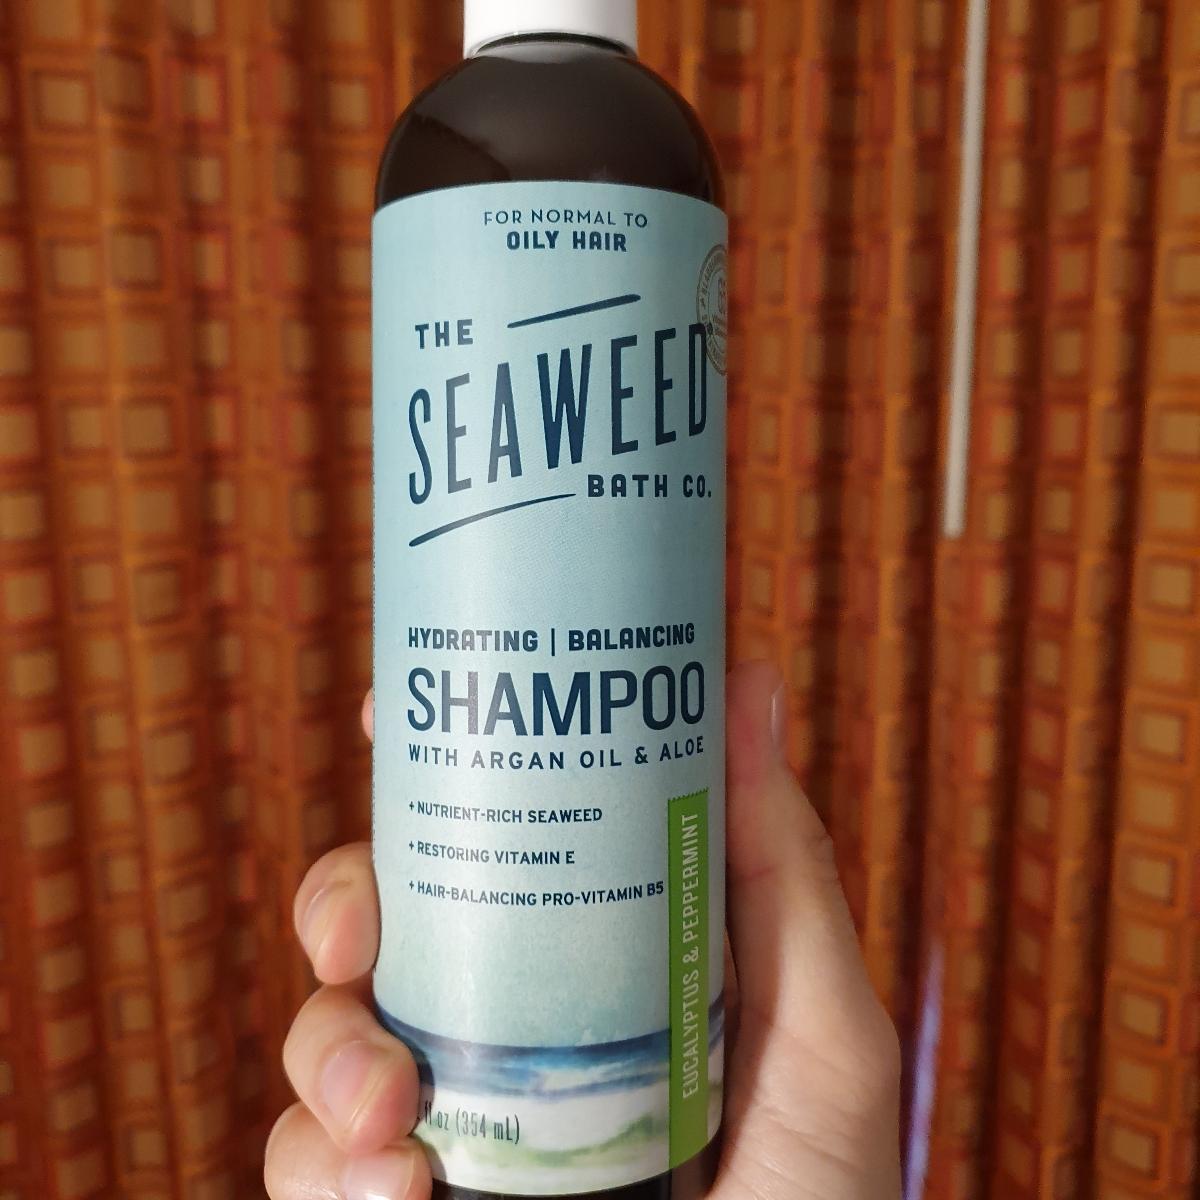 FOR NORMAL TO
OILY HAIR
THE
SEAWEED
BATH CO.
HYDRATING | BALANCING
SHAMPOO
WITH ARGAN OIL & ALOE
+ NUTRIENT-RICH SEAWEED
+ RESTORING VITAMIN E
+ HAIR-BALANCING PRO-VITAMIN B5
EUCALYPTUS & PEPPERMINT
fl oz (354 mL)